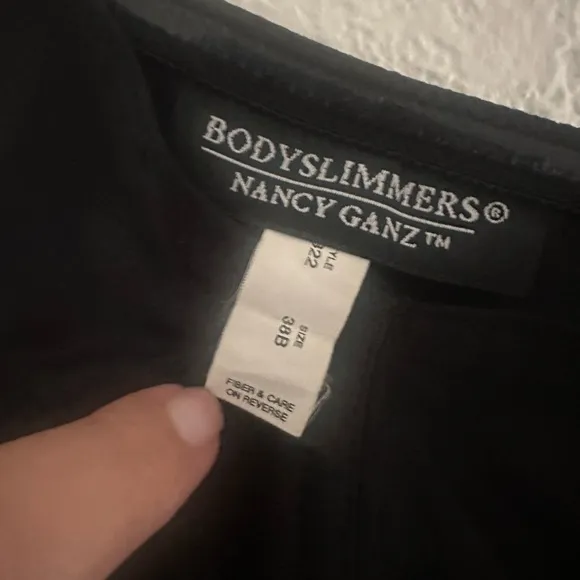 BODYSLIMMERS®
NANCY GANZ™
SIZE
38B
FIBER & CARE
ON REVERSE